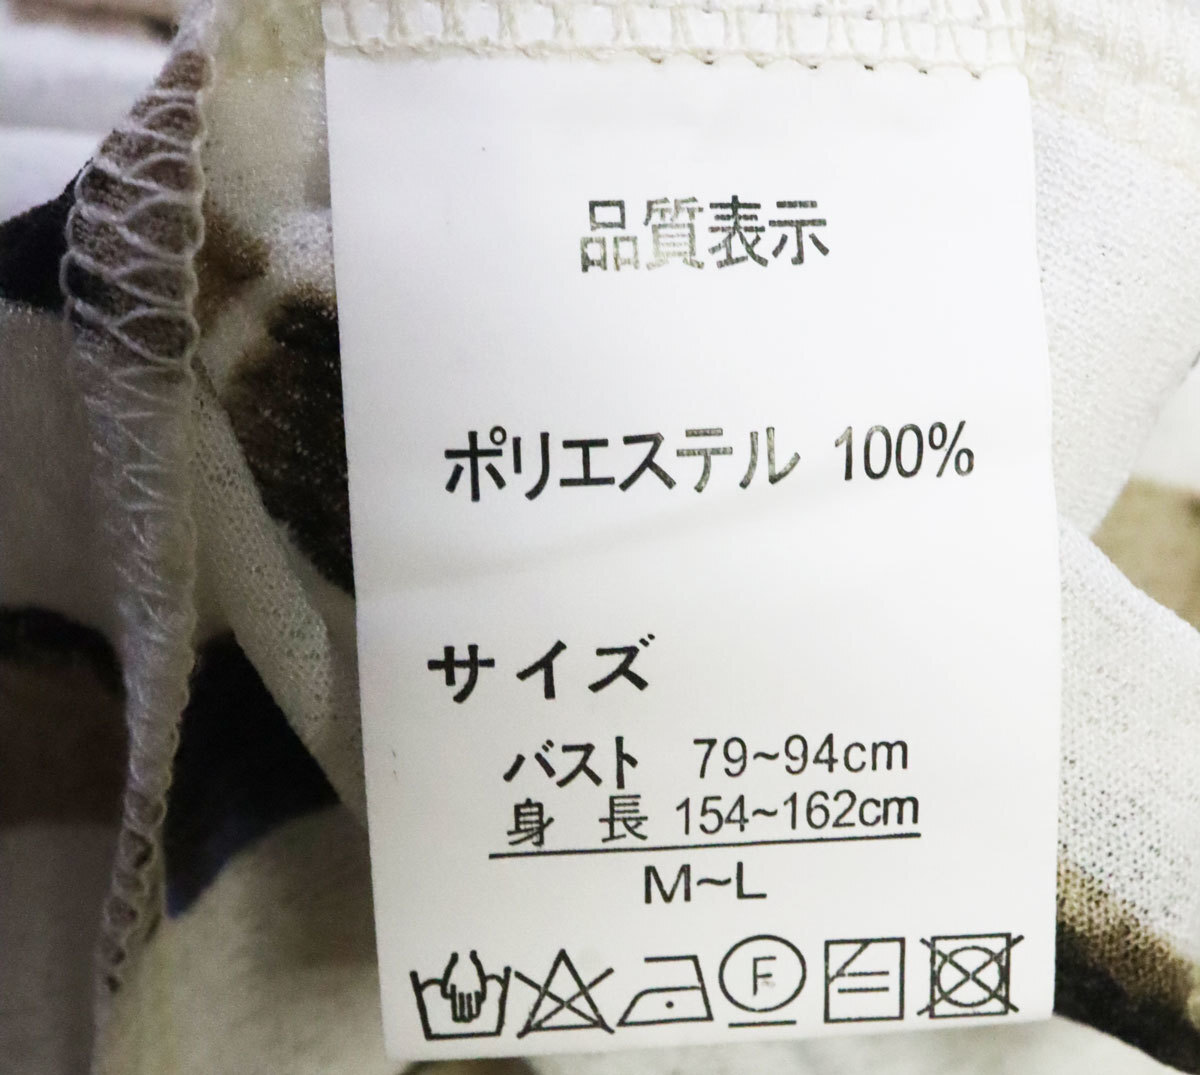 品質表示
ポリエステル 100%
サイズ
バスト 79~94cm
身 長 154~162cm
M~L
F